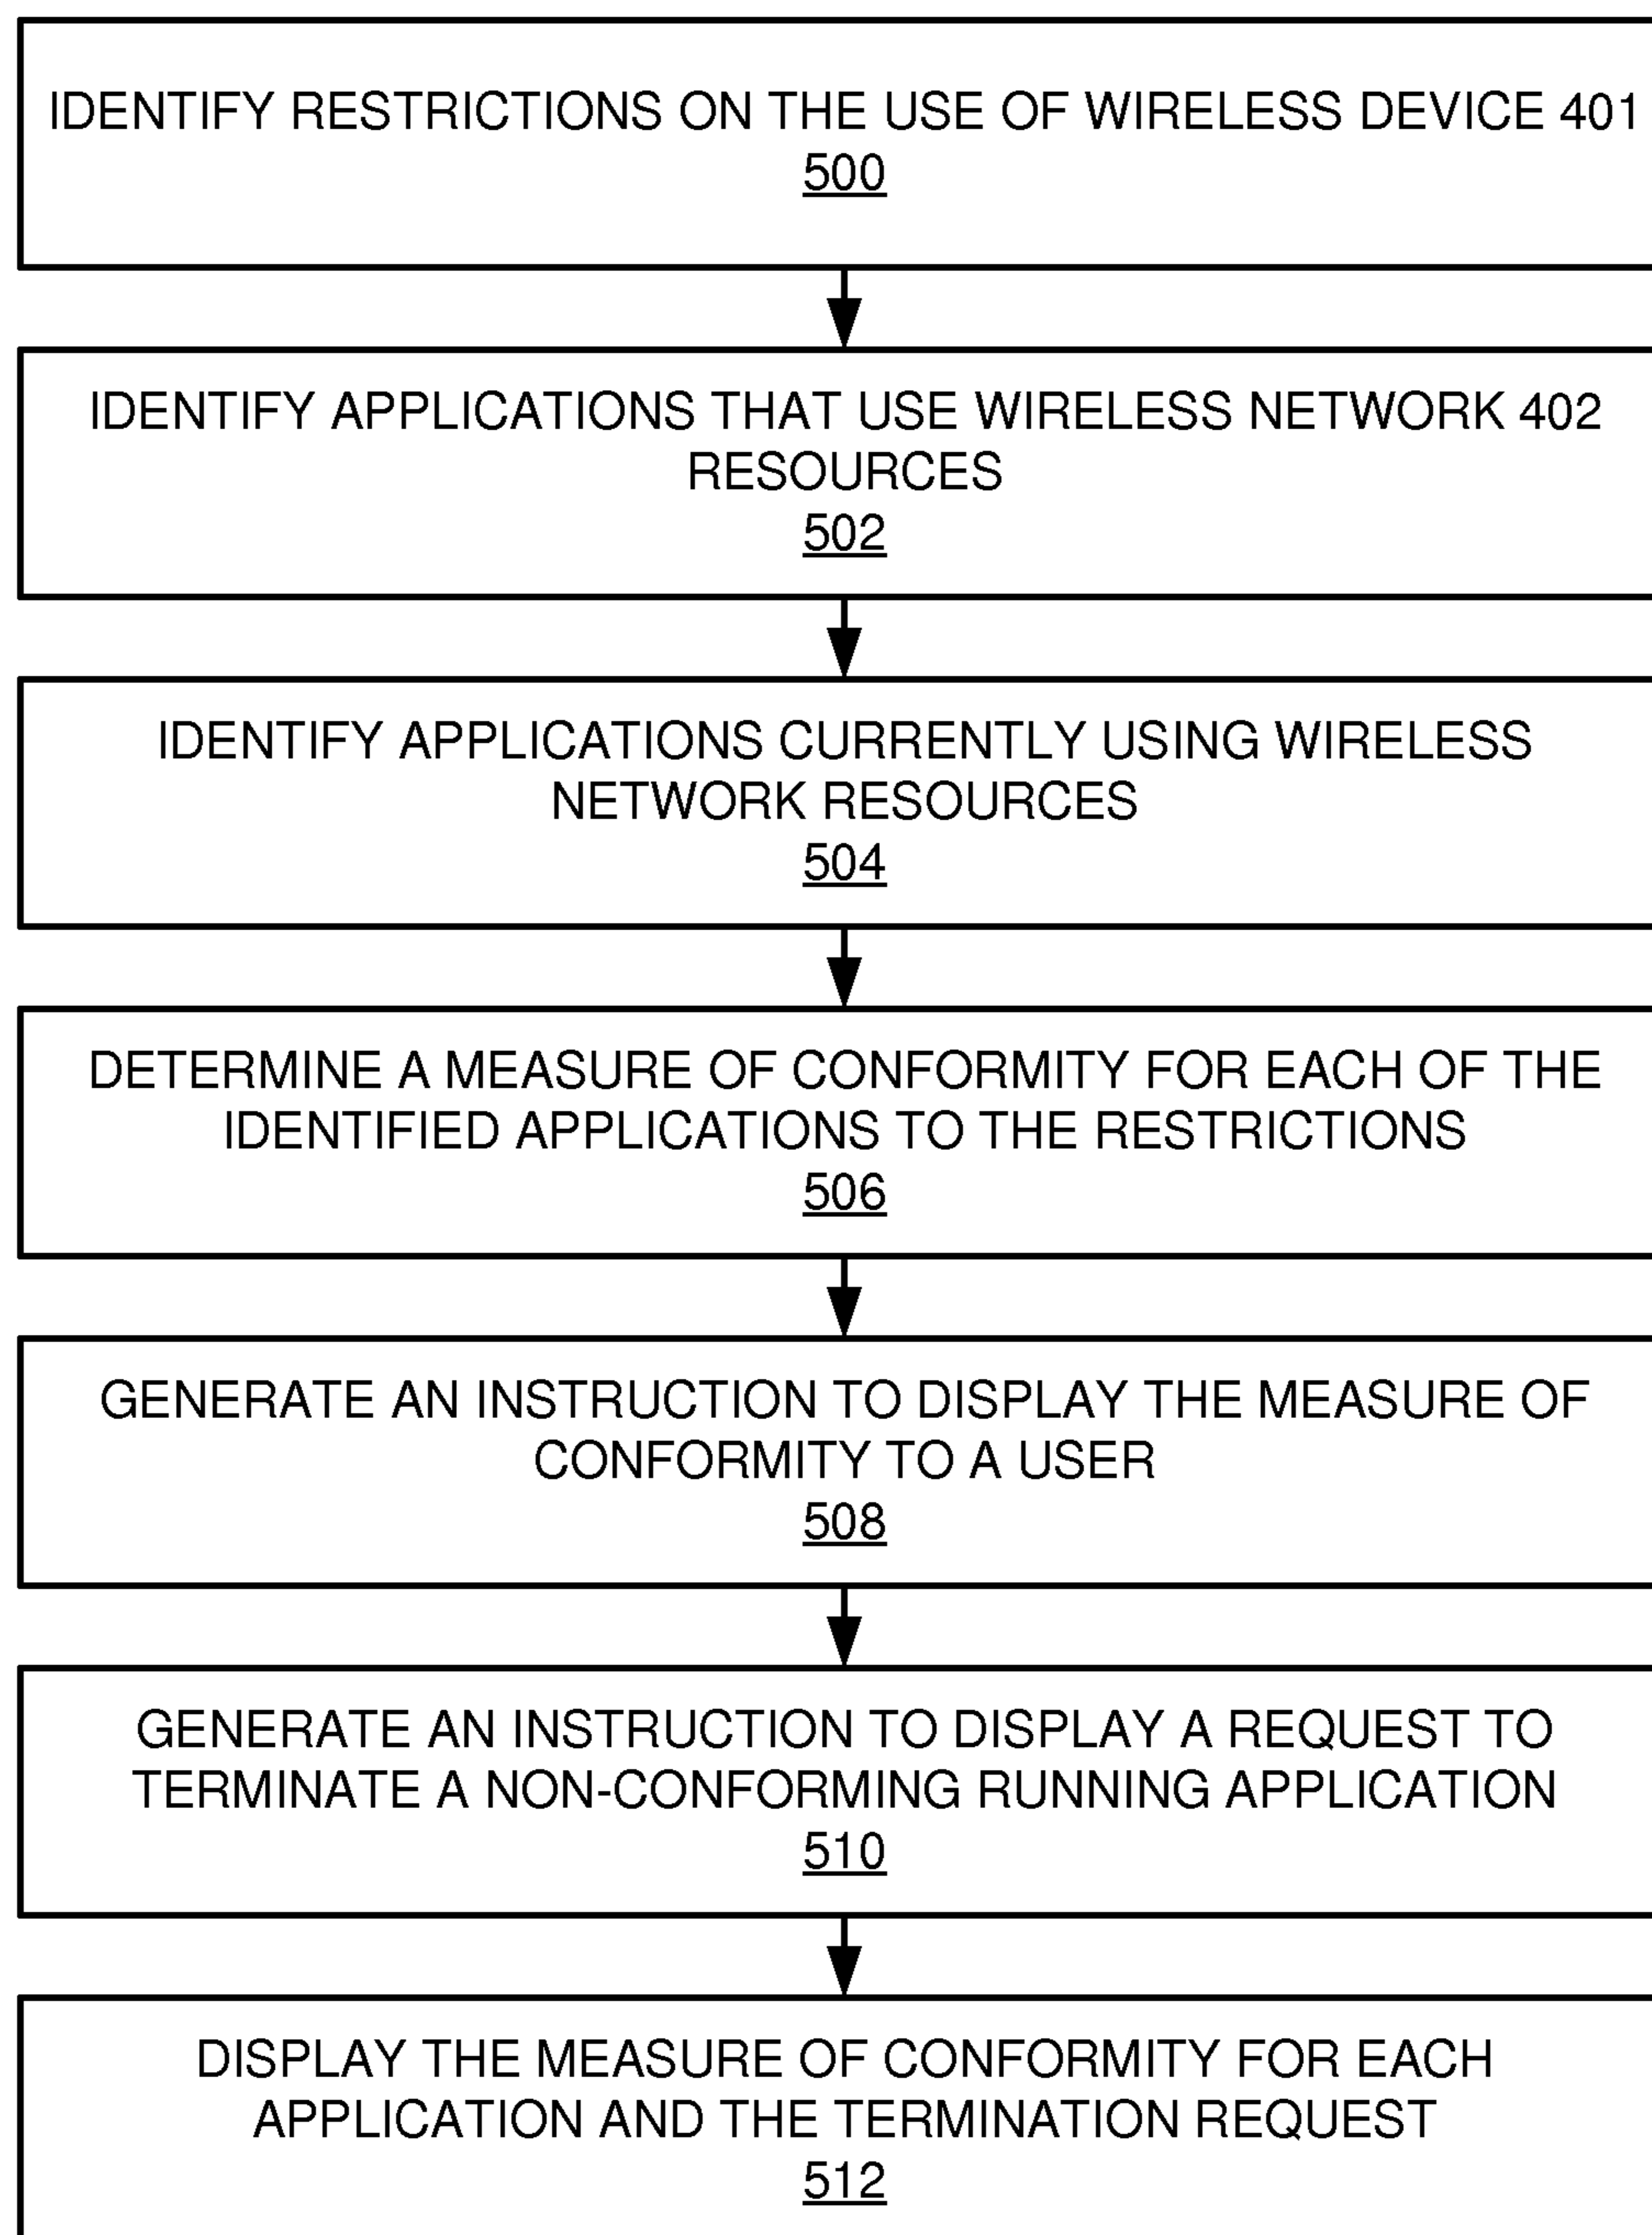 IDENTIFY RESTRICTIONS ON THE USE OF WIRELESS DEVICE 401
500
IDENTIFY APPLICATIONS THAT USE WIRELESS NETWORK 402
RESOURCES
502
IDENTIFY APPLICATIONS CURRENTLY USING WIRELESS
NETWORK RESOURCES
504
DETERMINE A MEASURE OF CONFORMITY FOR EACH OF THE
IDENTIFIED APPLICATIONS TO THE RESTRICTIONS
506
GENERATE AN INSTRUCTION TO DISPLAY THE MEASURE OF
CONFORMITY TO A USER
508
GENERATE AN INSTRUCTION TO DISPLAY A REQUEST TO
TERMINATE A NON-CONFORMING RUNNING APPLICATION
510
DISPLAY THE MEASURE OF CONFORMITY FOR EACH
APPLICATION AND THE TERMINATION REQUEST
512